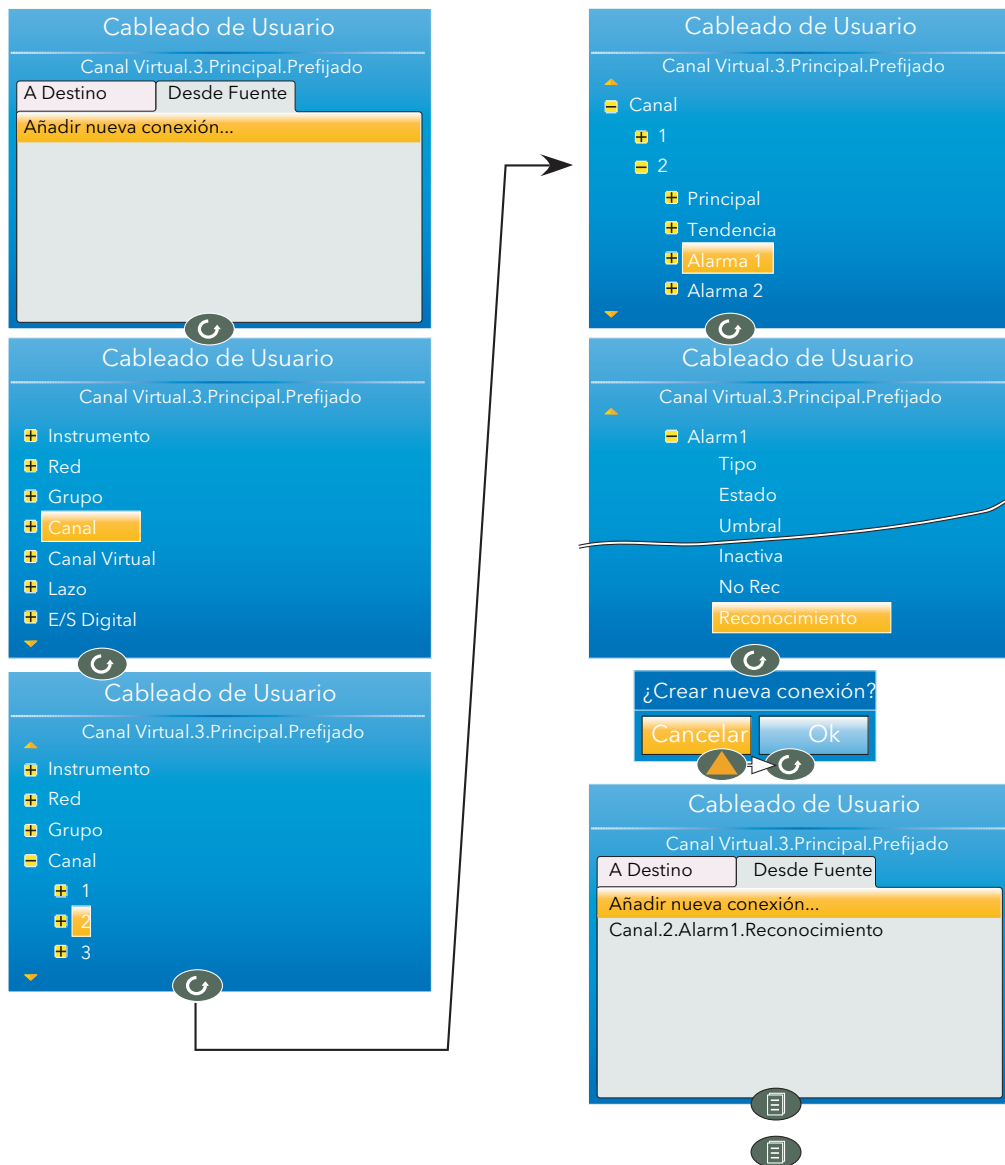 Cableado de Usuario
Canal Virtual.3.Principal.Prefijado
A Destino
Desde Fuente
Añadir nueva conexión...
Cableado de Usuario
Canal Virtual.3.Principal.Prefijado
Instrumento
Red
Grupo
Canal
Canal Virtual
Lazo
E/S Digital
Cableado de Usuario
Canal Virtual.3.Principal.Prefijado
Instrumento
Red
Grupo
Canal
1
2
3
Cableado de Usuario
Canal Virtual.3.Principal.Prefijado
Canal
1
2
Principal
Tendencia
Alarma 1
Alarma 2
Cableado de Usuario
Canal Virtual.3.Principal.Prefijado
Alarm1
Tipo
Estado
Umbral
Inactiva
No Rec
Reconocimiento
¿Crear nueva conexión?
Cancelar
Ok
Cableado de Usuario
Canal Virtual.3.Principal.Prefijado
A Destino
Desde Fuente
Añadir nueva conexión...
Canal.2.Alarm1.Reconocimiento